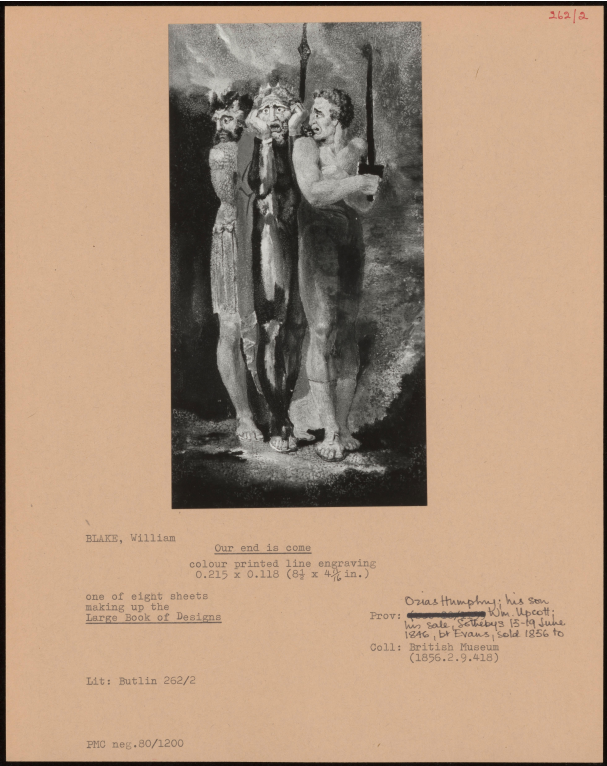 262/2
BLAKE, William
Our end is come
colour printed line engraving
0.215 x 0.118 (8½ x 4 11/16 in.)
one of eight sheets
making up the
Large Book of Designs
Ozias Humphry; his son
Prov: Wm. Upcott;
his sale, Sotheby's 15-19 June
1846, bt Evans, sold 1856 to
Coll: British Museum
(1856.2.9.418)
Lit: Butlin 262/2
PMC neg.80/1200